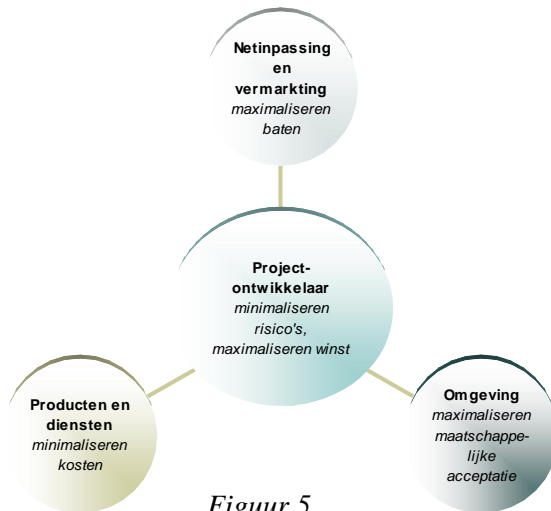 Netinpassing
en
vermarkting
maximaliseren
baten
Project-
ontwikkelaar
minimaliseren
risico's,
maximaliseren winst
Producten en
diensten
minimaliseren
kosten
Omgeving
maximaliseren
maatschappe-
lijke
acceptatie
Figuur 5